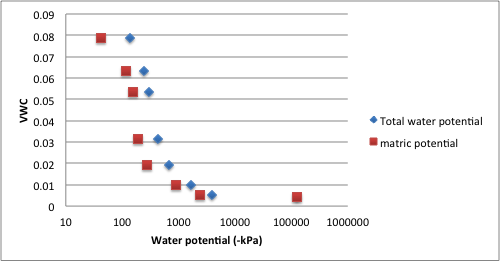 0.09
0.08
0.07
0.06
0.05
0.04
0.03
0.02
0.01
0
VWC
10 100 1000 10000 100000 1000000
Water potential (-kPa)
Total water potential
matric potential